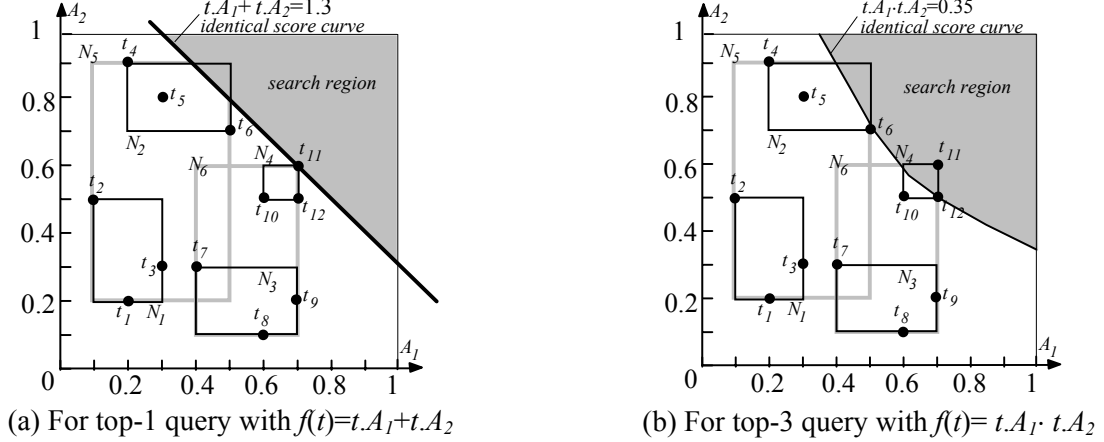 A2
t.A1+ t.A2=1.3
identical score curve
1
N5
t4
search region
0.8
t5
t6
N2
0.6
N6
N4
t11
t2
t10
t12
0.4
t7
t3
N3
0.2
t9
t1
N1
t8
A1
0
0.2
0.4
0.6
0.8
1
(a) For top-1 query with f(t)=t.A1+t.A2
A2
t.A1·t.A2=0.35
identical score curve
1
N5
t4
search region
0.8
t5
t6
N2
0.6
N6
N4
t11
t2
t10
t12
0.4
t7
t3
N3
0.2
t9
t1
N1
t8
A1
0
0.2
0.4
0.6
0.8
1
(b) For top-3 query with f(t)= t.A1· t.A2